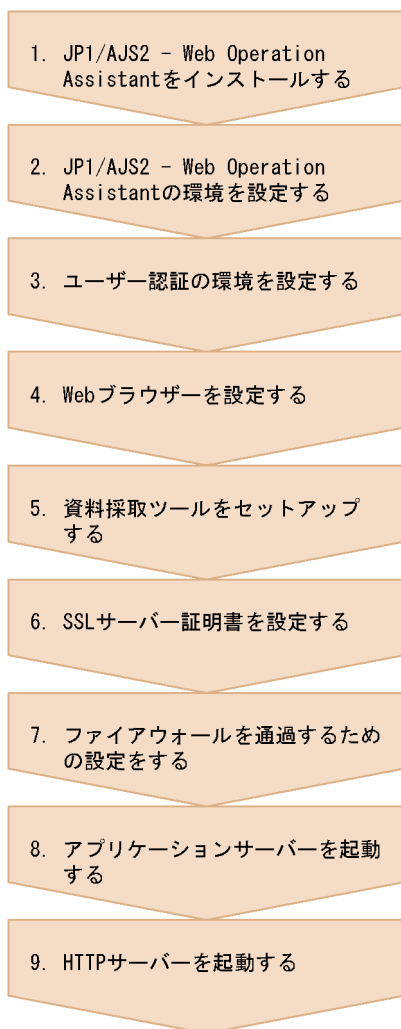 1. JP1/AJS2 - Web Operation
Assistantをインストールする
2. JP1/AJS2 - Web Operation
Assistantの環境を設定する
3. ユーザー認証の環境を設定する
4. Webブラウザーを設定する
5. 資料採取ツールをセットアップ
する
6. SSLサーバー証明書を設定する
7. ファイアウォールを通過するため
の設定をする
8. アプリケーションサーバーを起動
する
9. HTTPサーバーを起動する